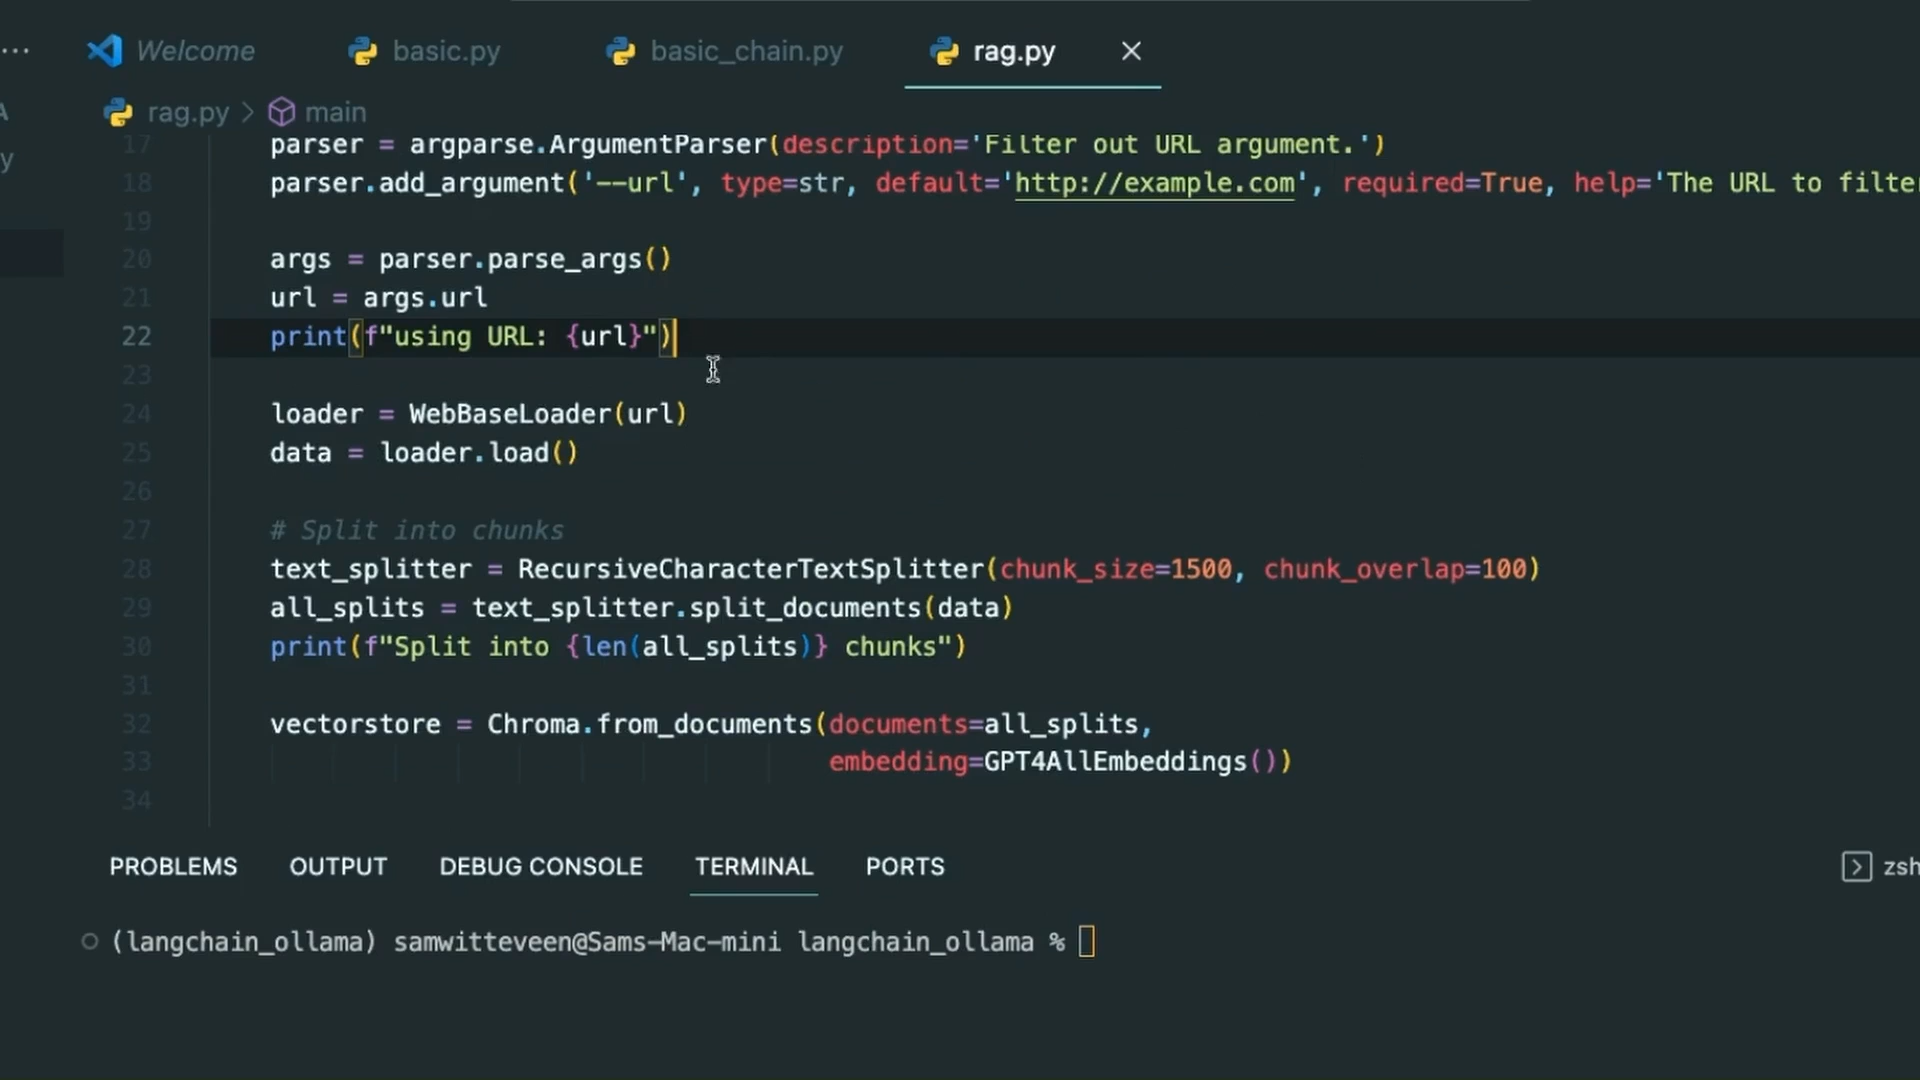 ... Welcome basic.py basic_chain.py rag.py
rag.py > main
17 parser = argparse.ArgumentParser(description='Filter out URL argument.')
18 parser.add_argument('--url', type=str, default='http://example.com', required=True, help='The URL to filte
19
20 args = parser.parse_args()
21 url = args.url
22 print(f"using URL: {url}")
23
24 loader = WebBaseLoader(url)
25 data = loader.load()
26
27 # Split into chunks
28 text_splitter = RecursiveCharacterTextSplitter(chunk_size=1500, chunk_overlap=100)
29 all_splits = text_splitter.split_documents(data)
30 print(f"Split into {len(all_splits)} chunks")
31
32 vectorstore = Chroma.from_documents(documents=all_splits,
33 embedding=GPT4AllEmbeddings())
34
PROBLEMS OUTPUT DEBUG CONSOLE TERMINAL PORTS zsh
(langchain_ollama) samwitteveen@Sams-Mac-mini langchain_ollama %